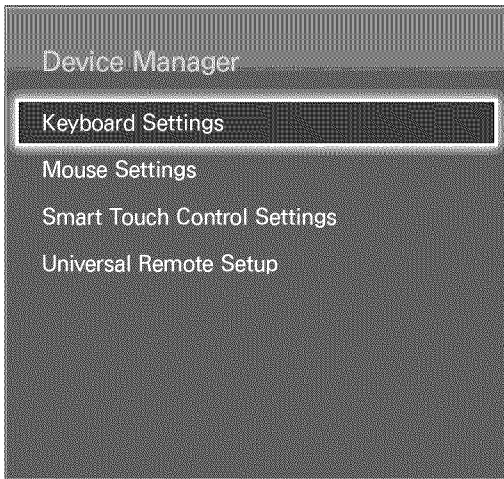 Device Manager
Keyboard Settings
Mouse Settings
Smart Touch Control Settings
Universal Remote Setup